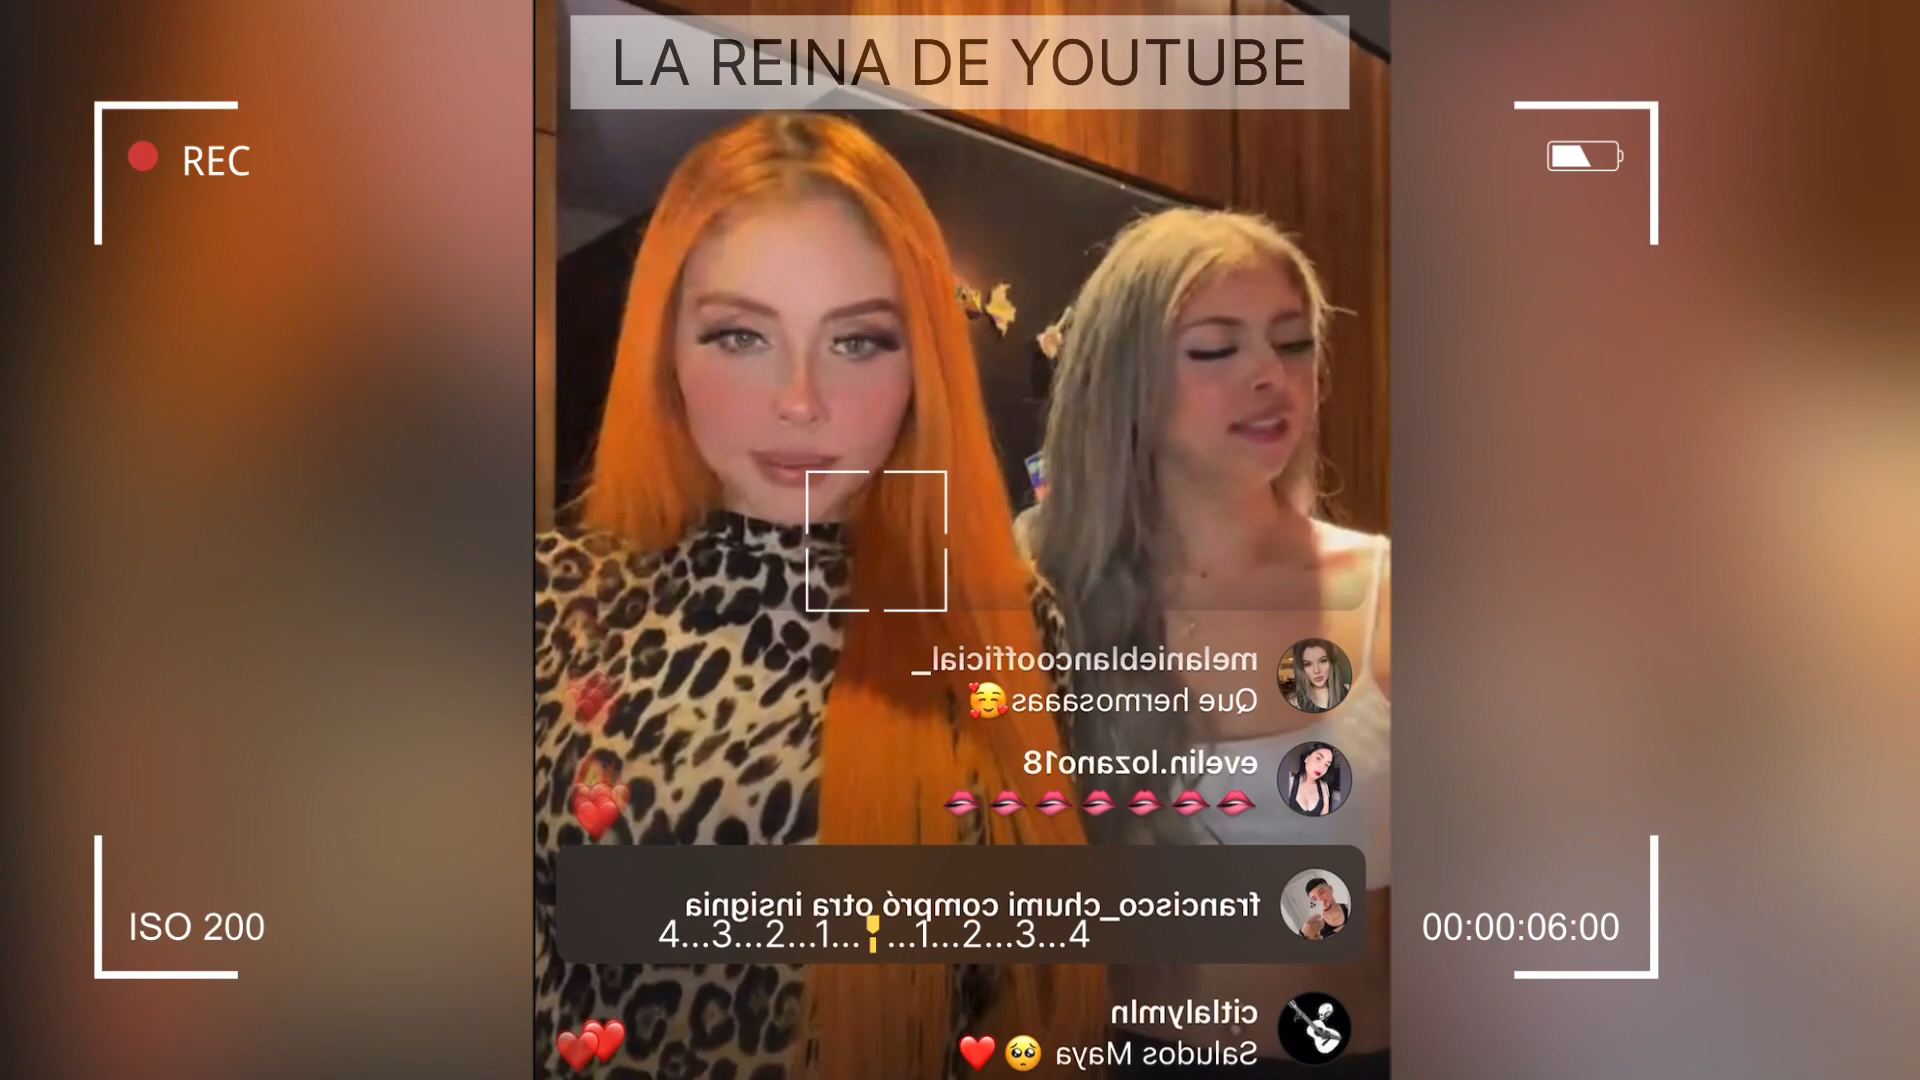 LA REINA DE YOUTUBE
REC
melanieblancoofficial_
Que hermosaaas🥰
evelin.lozano18
👄👄👄👄👄👄👄
francisco_chumi compró otra insignia
4...3...2...1... ...1...2...3...4
ISO 200
00:00:06:00
citlalymln
Saludos Maya 🥺❤️